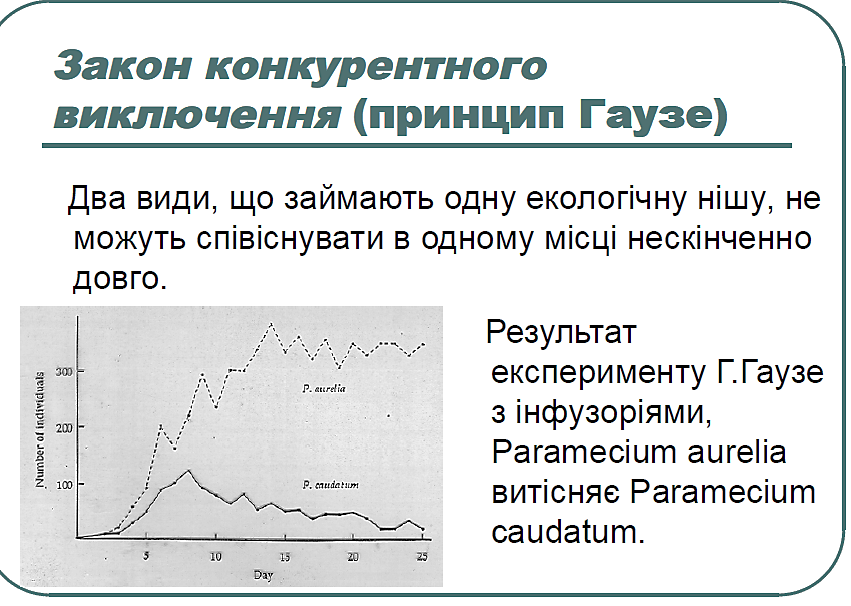 Закон конкурентного
виключення (принцип Гаузе)
Два види, що займають одну екологічну нішу, не
можуть співіснувати в одному місці нескінченно
довго.
Number of individuals
300
200
100
P. aurelia
P. caudatum
5 10 15 20 25
Day
Результат
експерименту Г.Гаузе
з інфузоріями,
Paramecium aurelia
витісняє Paramecium
caudatum.